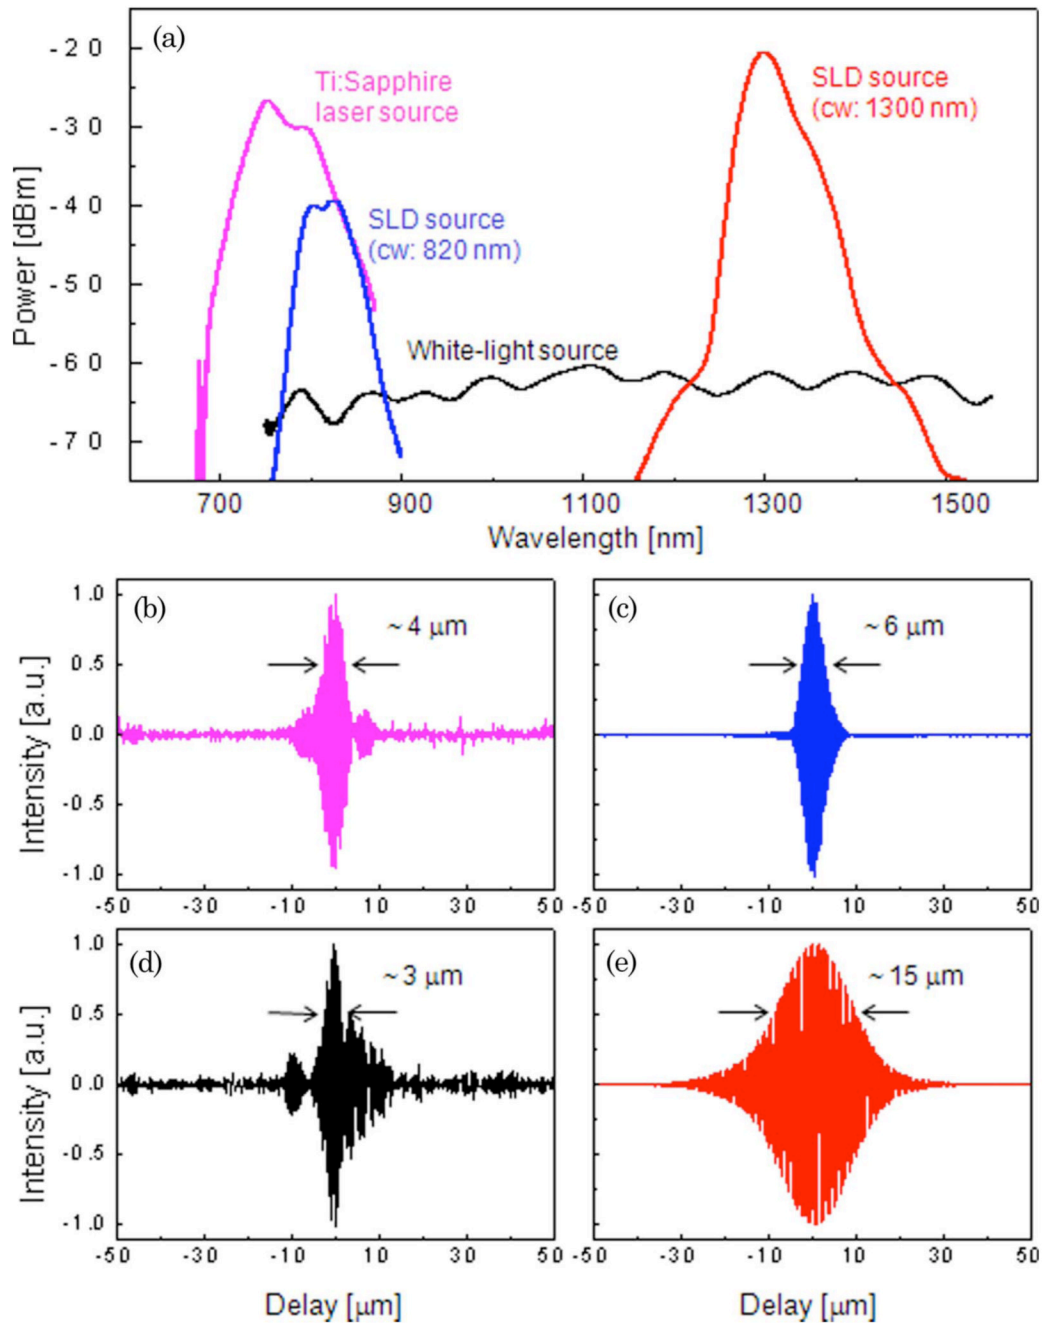 (a)
-20
-30
-40
-50
-60
-70
Power [dBm]
Ti:Sapphire
laser source
SLD source
(cw: 820 nm)
SLD source
(cw: 1300 nm)
White-light source
700 900 1100 1300 1500
Wavelength [nm]
(b)
~ 4 µm
1.0
0.5
0.0
-0.5
-1.0
Intensity [a.u.]
-50 -30 -10 10 30 50
(c)
~ 6 µm
-50 -30 -10 10 30 50
(d)
~ 3 µm
1.0
0.5
0.0
-0.5
-1.0
Intensity [a.u.]
-50 -30 -10 10 30 50
Delay [µm]
(e)
~ 15 µm
-50 -30 -10 10 30 50
Delay [µm]